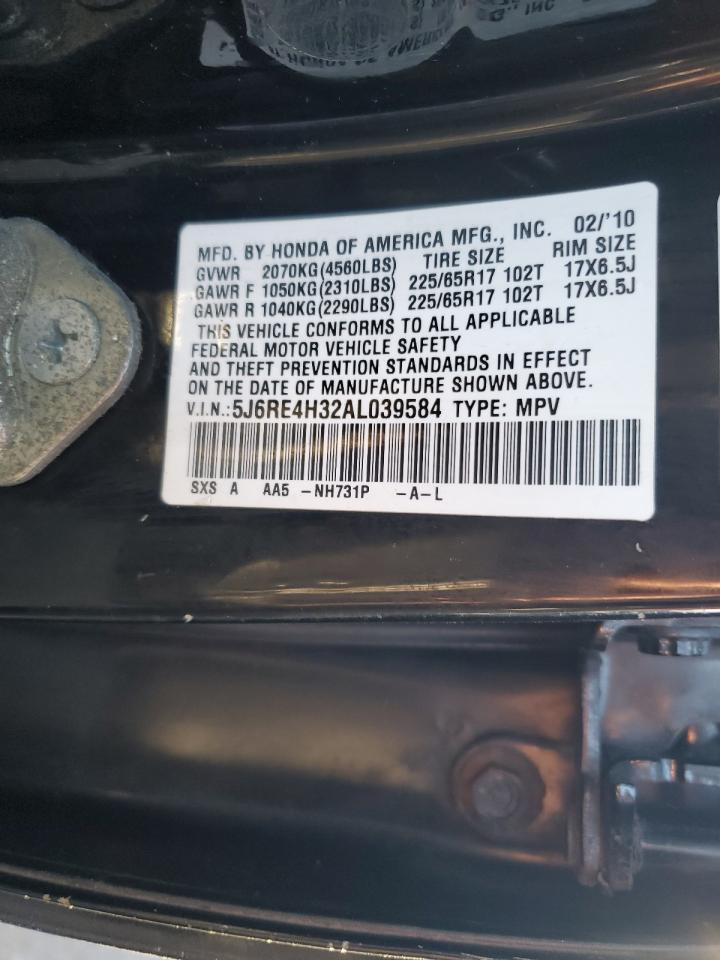 MFD. BY HONDA OF AMERICA MFG., INC. 02/'10
GVWR 2070KG(4560LBS) TIRE SIZE RIM SIZE
GAWR F 1050KG(2310LBS) 225/65R17 102T 17X6.5J
GAWR R 1040KG(2290LBS) 225/65R17 102T 17X6.5J
THIS VEHICLE CONFORMS TO ALL APPLICABLE
FEDERAL MOTOR VEHICLE SAFETY
AND THEFT PREVENTION STANDARDS IN EFFECT
ON THE DATE OF MANUFACTURE SHOWN ABOVE.
V.I.N.:5J6RE4H32AL039584 TYPE: MPV
SXS A AA5 -NH731P -A-L